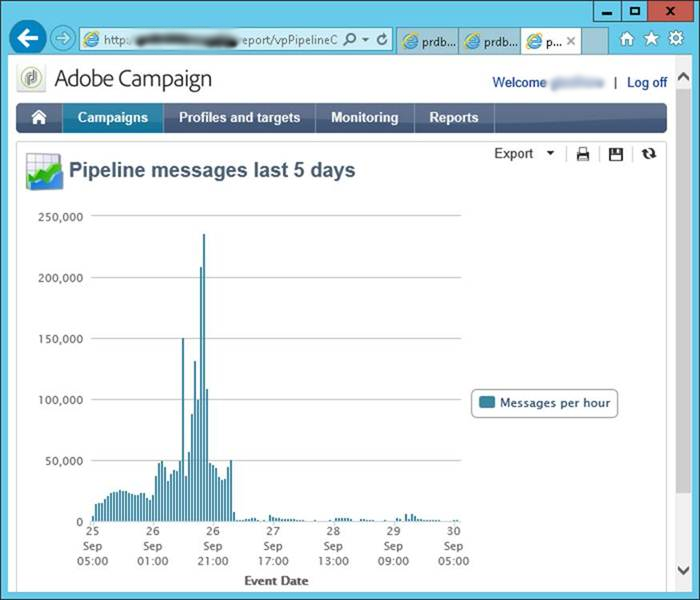 http:
eport/vpPipelineC
prdb...
prdb...
p...
Adobe Campaign
Welcome
| Log off
Campaigns
Profiles and targets
Monitoring
Reports
Export
Pipeline messages last 5 days
250,000
200,000
150,000
100,000
50,000
0
Messages per hour
25 Sep 05:00
26 Sep 01:00
26 Sep 21:00
27 Sep 17:00
28 Sep 13:00
29 Sep 09:00
30 Sep 05:00
Event Date